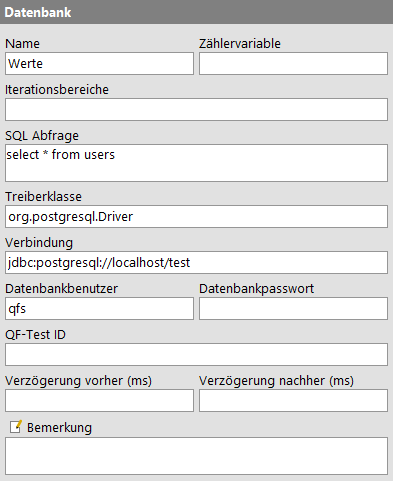 Datenbank
Name Zählervariable
Werte
Iterationsbereiche
SQL Abfrage
select * from users
Treiberklasse
org.postgresql.Driver
Verbindung
jdbc:postgresql://localhost/test
Datenbankbenutzer Datenbankpasswort
qfs
QF-Test ID
Verzögerung vorher (ms) Verzögerung nachher (ms)
Bemerkung